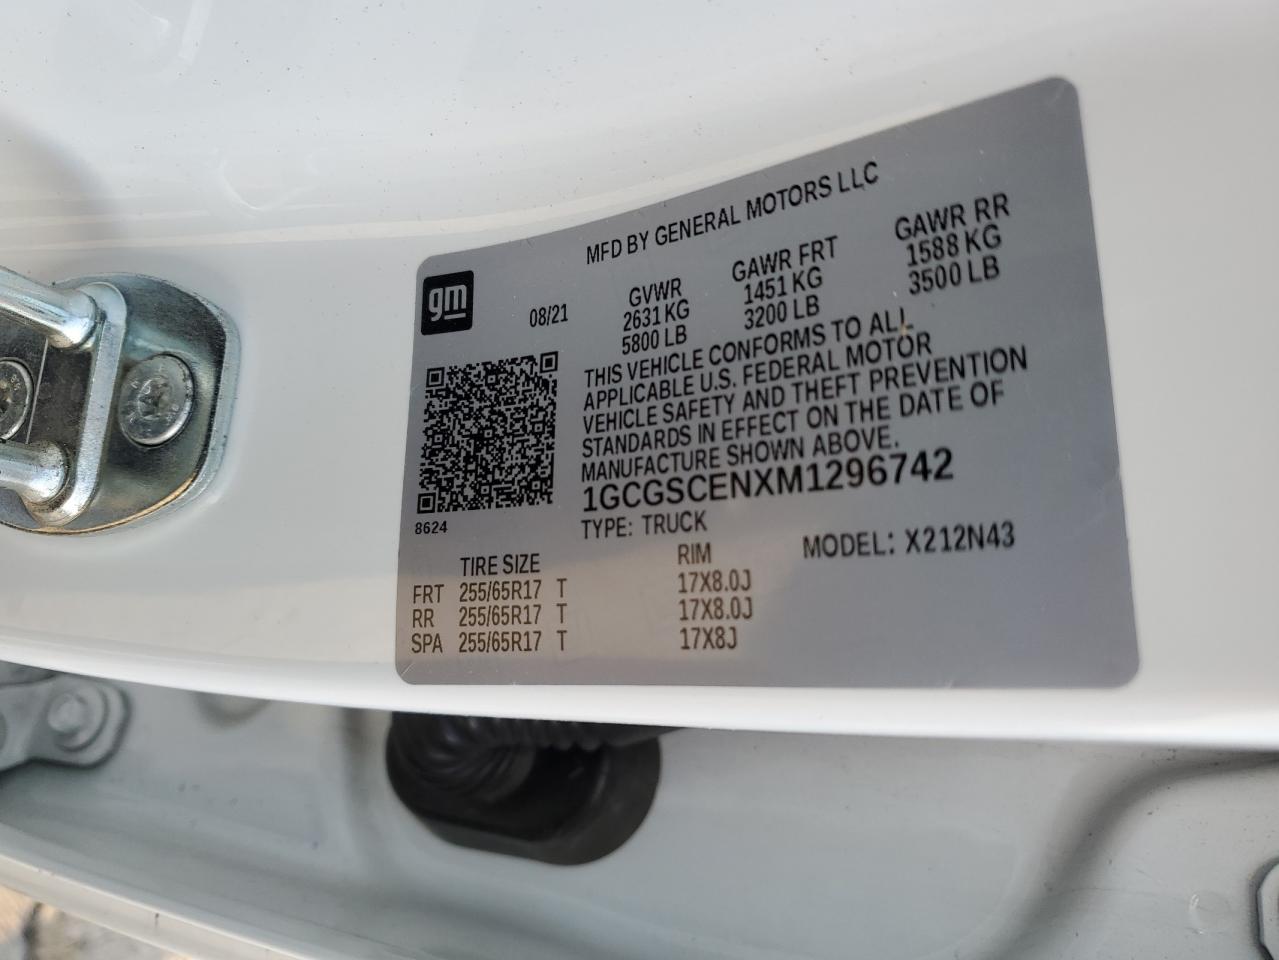 MFD BY GENERAL MOTORS LLC
gm
08/21
GVWR
2631 KG
5800 LB
GAWR FRT
1451 KG
3200 LB
GAWR RR
1588 KG
3500 LB
THIS VEHICLE CONFORMS TO ALL
APPLICABLE U.S. FEDERAL MOTOR
VEHICLE SAFETY AND THEFT PREVENTION
STANDARDS IN EFFECT ON THE DATE OF
MANUFACTURE SHOWN ABOVE.
1GCGSCENXM1296742
8624
TYPE: TRUCK
MODEL: X212N43
TIRE SIZE RIM
FRT 255/65R17 T 17X8.0J
RR 255/65R17 T 17X8.0J
SPA 255/65R17 T 17X8J